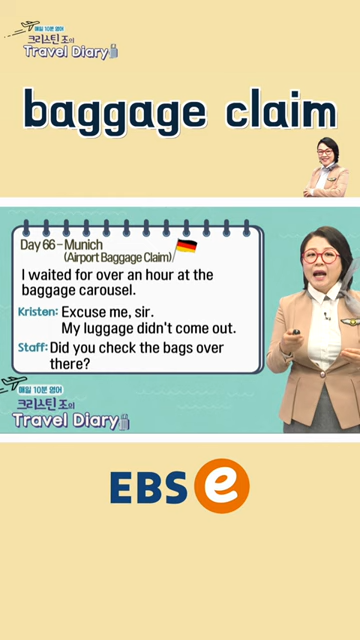 매일 10분 영어
크리스틴 조의
Travel Diary
baggage claim
Day 66 – Munich
(Airport Baggage Claim)
I waited for over an hour at the
baggage carousel.
Kristen: Excuse me, sir.
My luggage didn't come out.
Staff: Did you check the bags over
there?
매일 10분 영어
크리스틴 조의
Travel Diary
EBS e